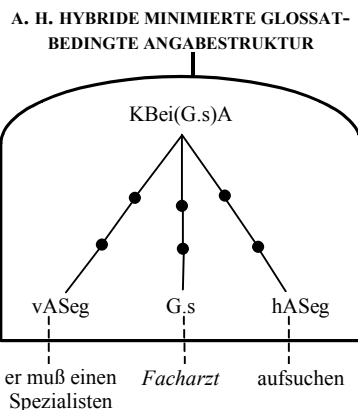 A. H. HYBRIDE MINIMIERTE GLOSSAT-
BEDINGTE ANGABESTRUKTUR
KBei(G.s)A
vASeg G.s hASeg
er muß einen Facharzt aufsuchen
Spezialisten